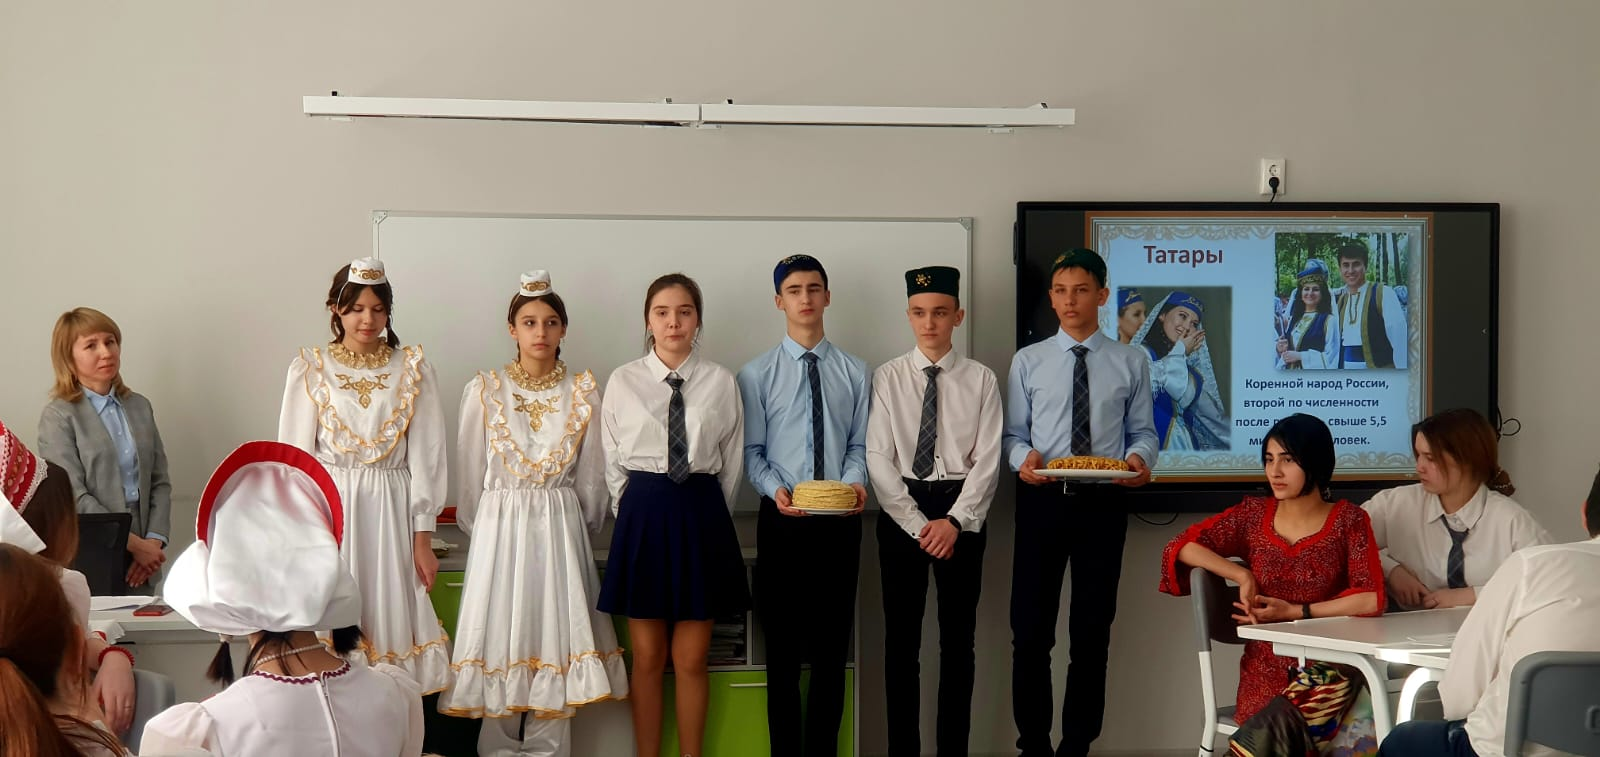 Татары
Коренной народ России,
второй по численности
после свыше 5,5